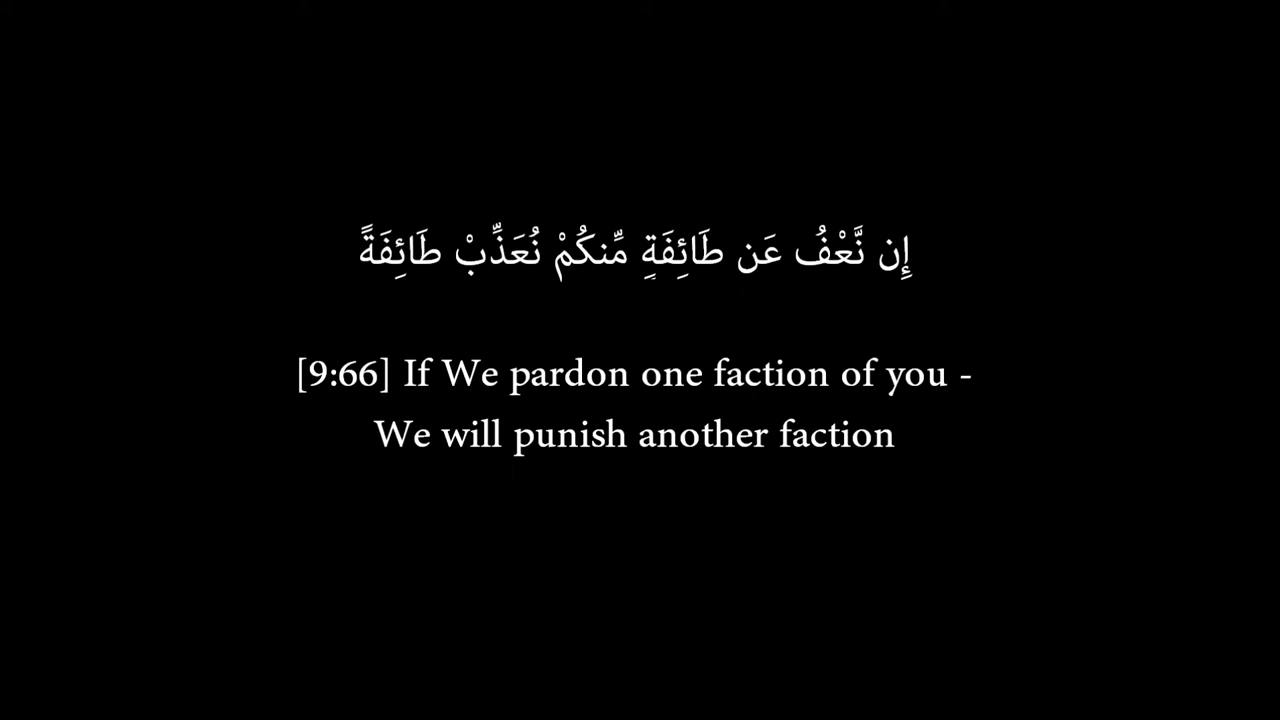 إِن نَّعْفُ عَن طَائِفَةٍ مِّنكُمْ نُعَذِّبْ طَائِفَةً
[9:66] If We pardon one faction of you -
We will punish another faction